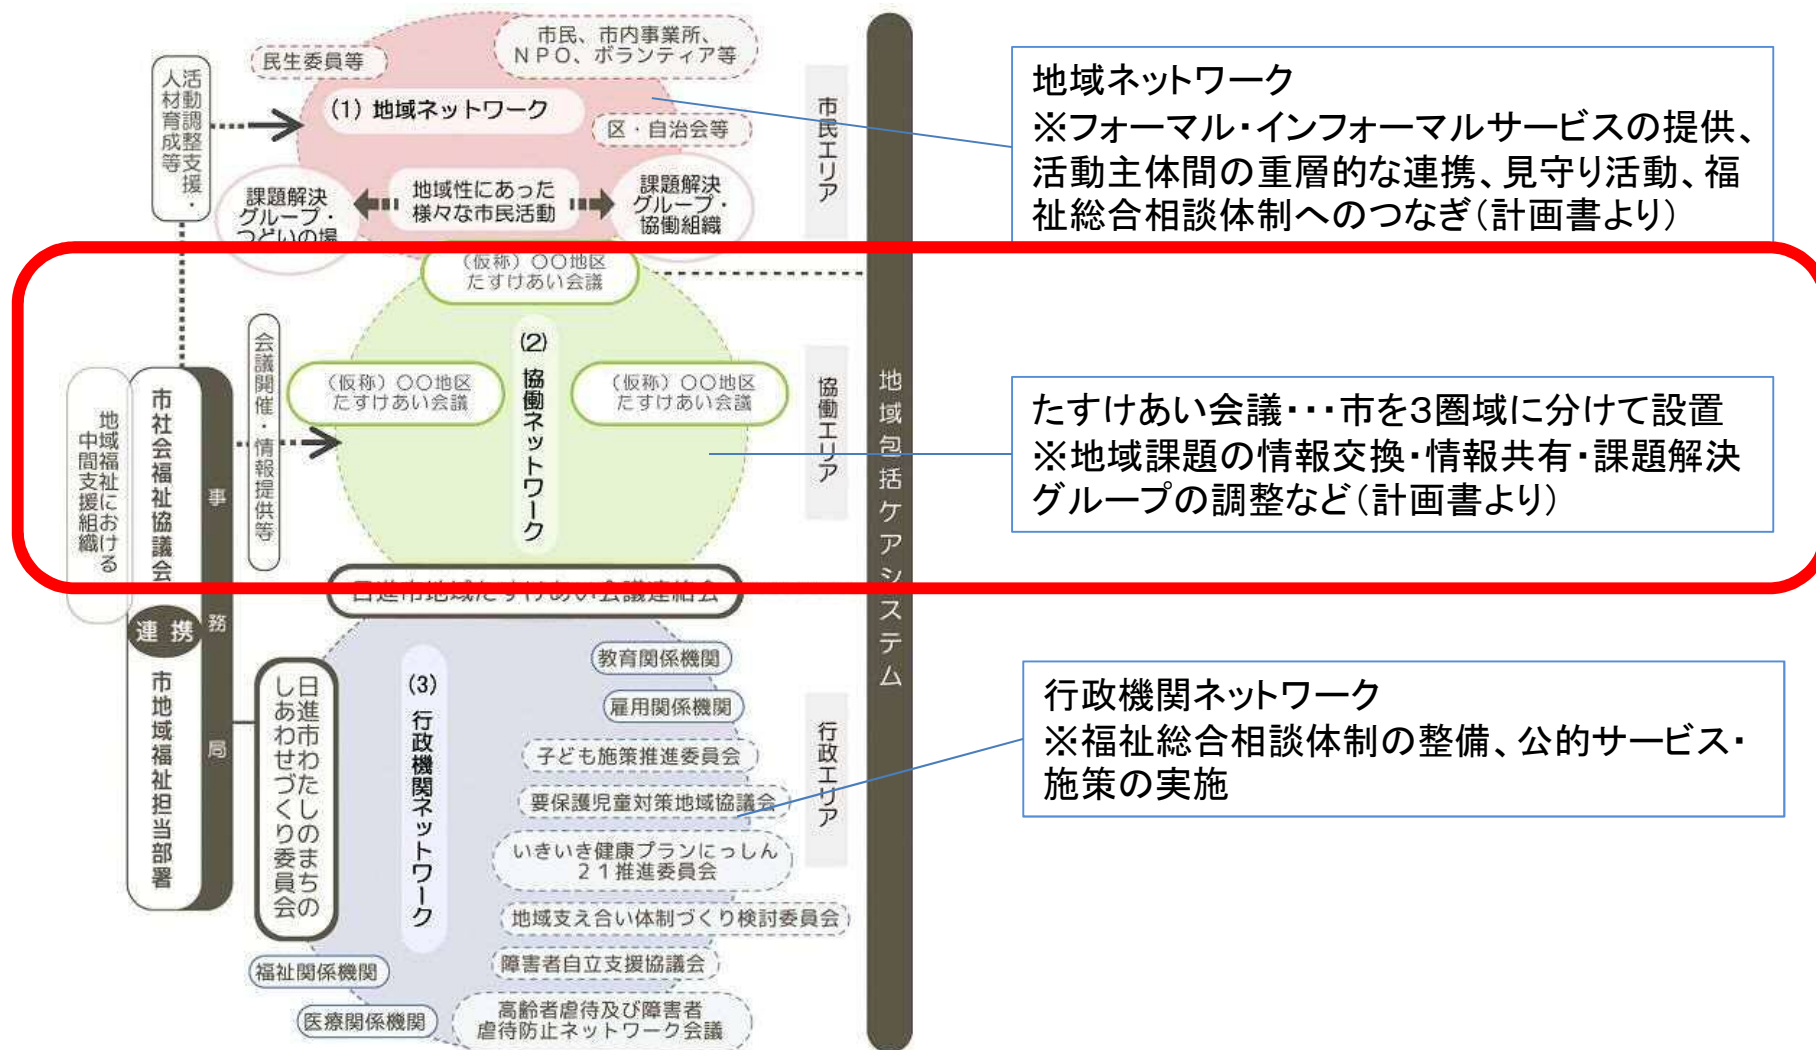 市民、市内事業所、
NPO、ボランティア等
民生委員等
活動調整支援・
人材育成等
(1) 地域ネットワーク
区・自治会等
市民エリア
課題解決
グループ・
つどいの場
地域性にあった
様々な市民活動
課題解決
グループ・
協働組織
地域ネットワーク
※フォーマル・インフォーマルサービスの提供、
活動主体間の重層的な連携、見守り活動、福
祉総合相談体制へのつなぎ（計画書より）
（仮称）〇〇地区
たすけあい会議
会議開催・情報提供等
(2) 協働ネットワーク
（仮称）〇〇地区
たすけあい会議
（仮称）〇〇地区
たすけあい会議
協働エリア
地域包括ケアシステム
たすけあい会議・・・市を3圏域に分けて設置
※地域課題の情報交換・情報共有・課題解決
グループの調整など（計画書より）
地域福祉における
中間支援組織
市社会福祉協議会
連携
市地域福祉担当部署
事務局
日進市地域たすけあい会議連絡会
日進市わたしのまちの
しあわせづくり委員会
(3) 行政機関ネットワーク
教育関係機関
雇用関係機関
子ども施策推進委員会
要保護児童対策地域協議会
いきいき健康プランにっしん
２１推進委員会
地域支え合い体制づくり検討委員会
障害者自立支援協議会
高齢者虐待及び障害者
虐待防止ネットワーク会議
福祉関係機関
医療関係機関
行政エリア
行政機関ネットワーク
※福祉総合相談体制の整備、公的サービス・
施策の実施